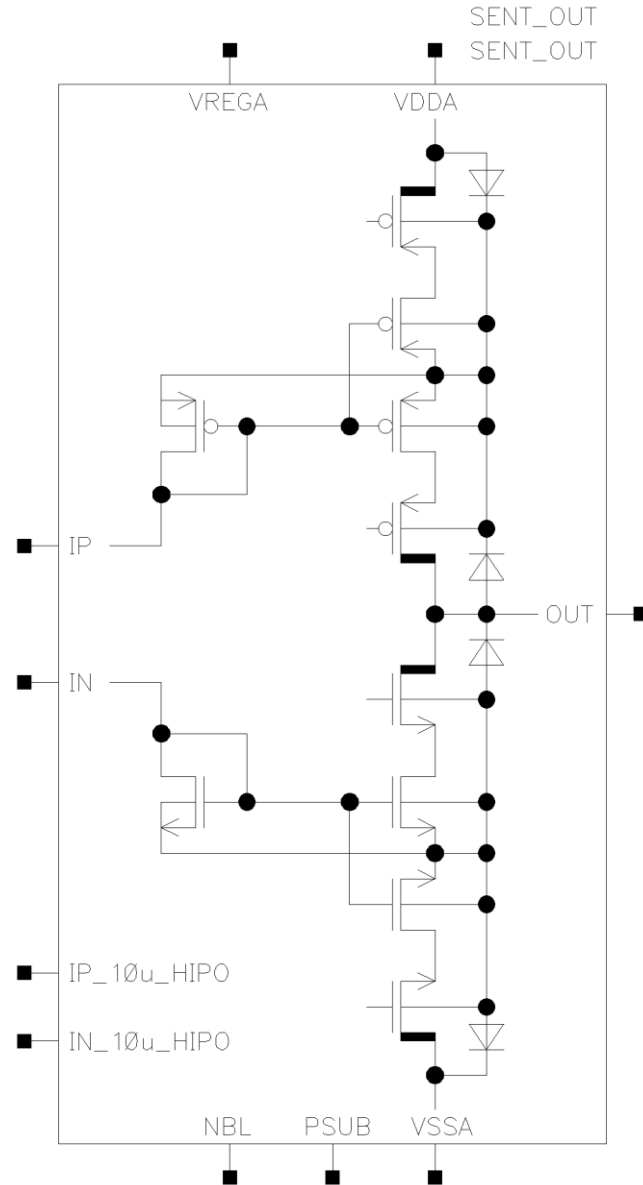 SENT_OUT
SENT_OUT
VREGA VDDA
IP
OUT
IN
IP_10u_HIPO
IN_10u_HIPO
NBL PSUB VSSA